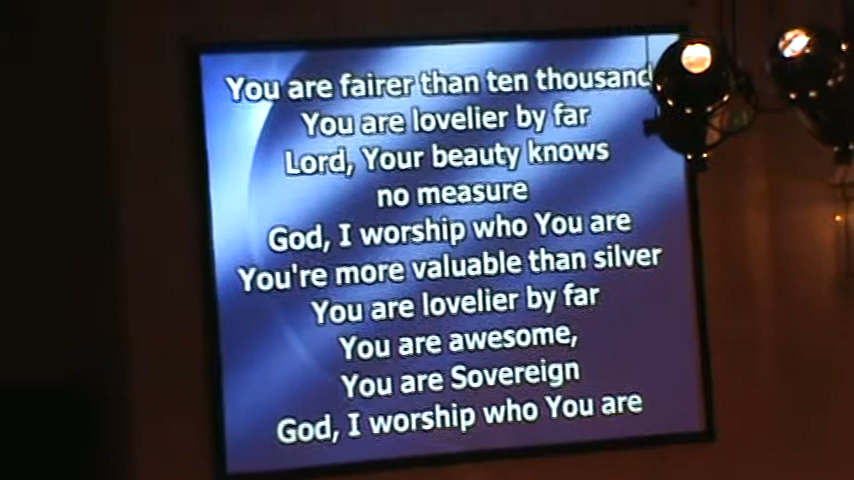 You are fairer than ten thousand
You are lovelier by far
Lord, Your beauty knows
no measure
God, I worship who You are
You're more valuable than silver
You are lovelier by far
You are awesome,
You are Sovereign
God, I worship who You are